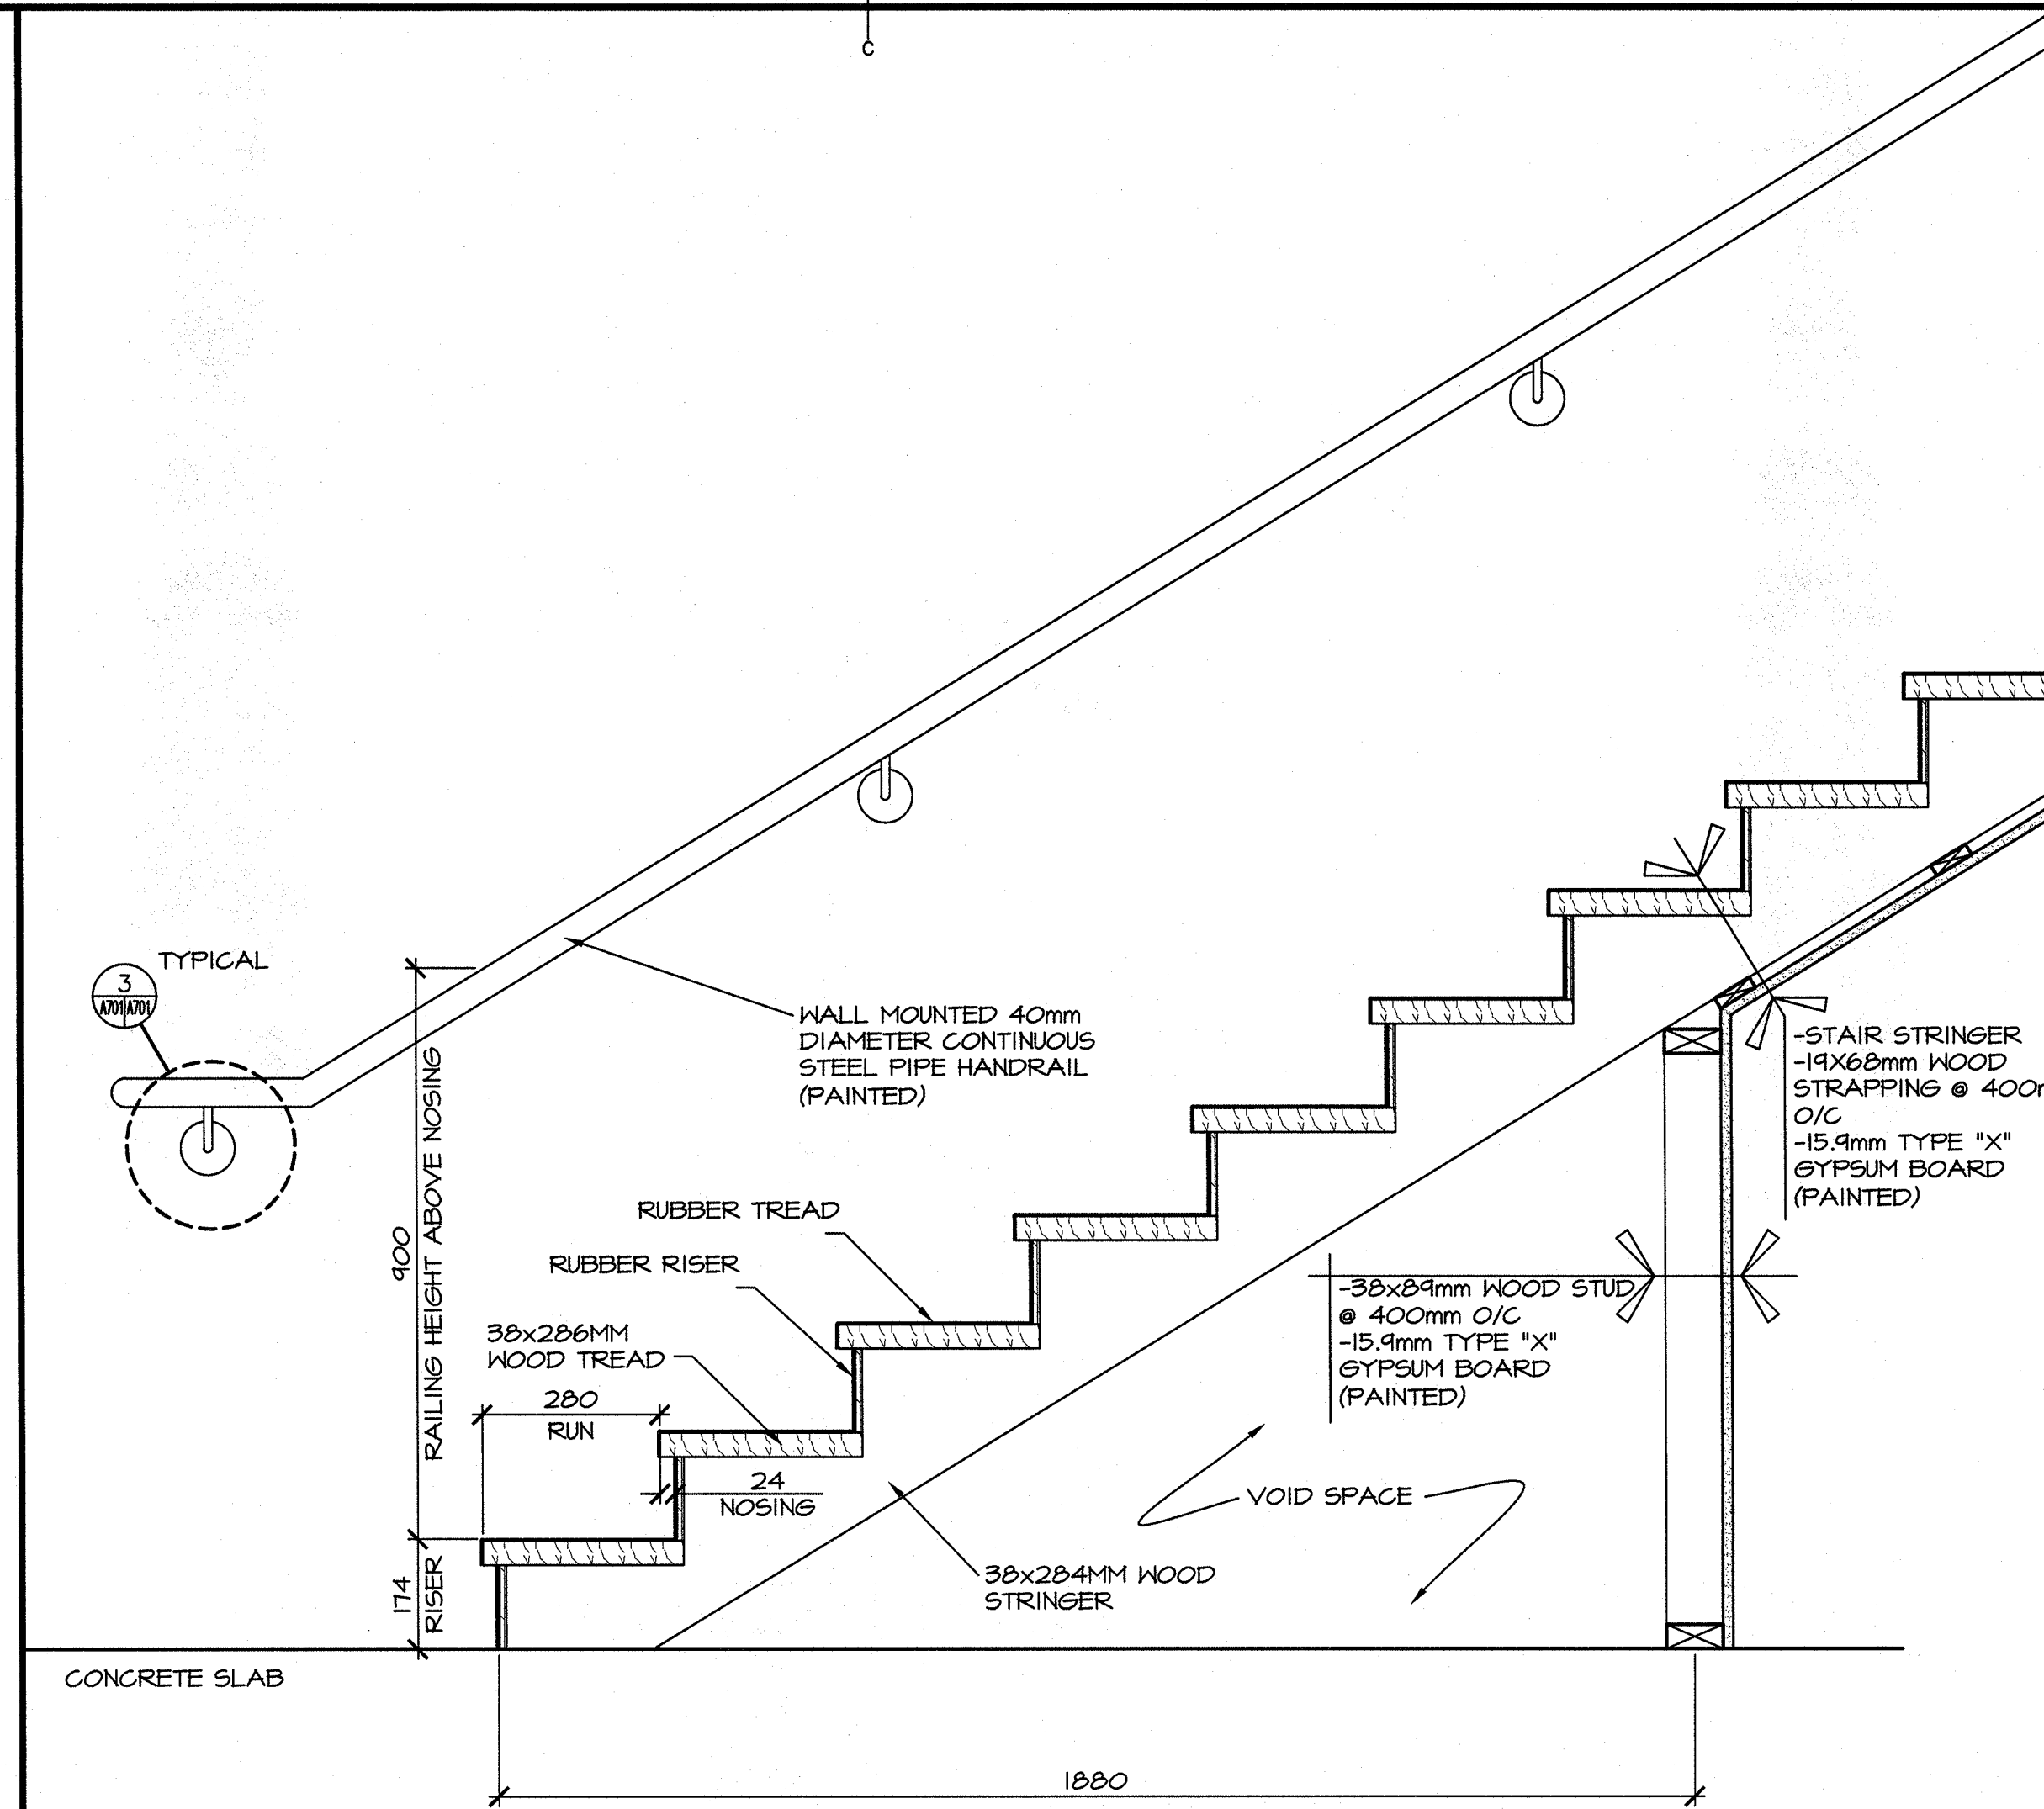 C
TYPICAL
3
A701 A701
WALL MOUNTED 40mm
DIAMETER CONTINUOUS
STEEL PIPE HANDRAIL
(PAINTED)
-STAIR STRINGER
-19X68mm WOOD
STRAPPING @ 400m
O/C
-15.9mm TYPE "X"
GYPSUM BOARD
(PAINTED)
900
RAILING HEIGHT ABOVE NOSING
RUBBER TREAD
RUBBER RISER
38x286MM
WOOD TREAD
280
RUN
24
NOSING
-38x89mm WOOD STUD
@ 400mm O/C
-15.9mm TYPE "X"
GYPSUM BOARD
(PAINTED)
VOID SPACE
174
RISER
38x284MM WOOD
STRINGER
CONCRETE SLAB
1880